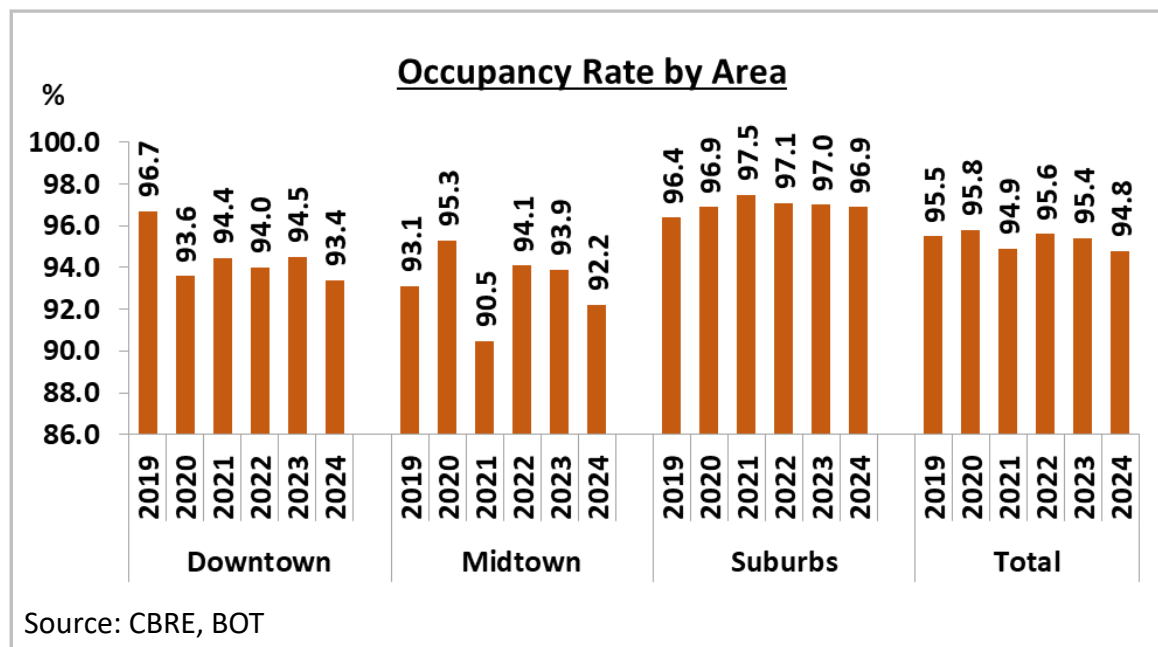 Occupancy Rate by Area
%
100.0
98.0
96.0
94.0
92.0
90.0
88.0
86.0
96.7 93.6 94.4 94.0 94.5 93.4 93.1 95.3 90.5 94.1 93.9 92.2 96.4 96.9 97.5 97.1 97.0 96.9 95.5 95.8 94.9 95.6 95.4 94.8
2019 2020 2021 2022 2023 2024 2019 2020 2021 2022 2023 2024 2019 2020 2021 2022 2023 2024 2019 2020 2021 2022 2023 2024
Downtown Midtown Suburbs Total
Source: CBRE, BOT